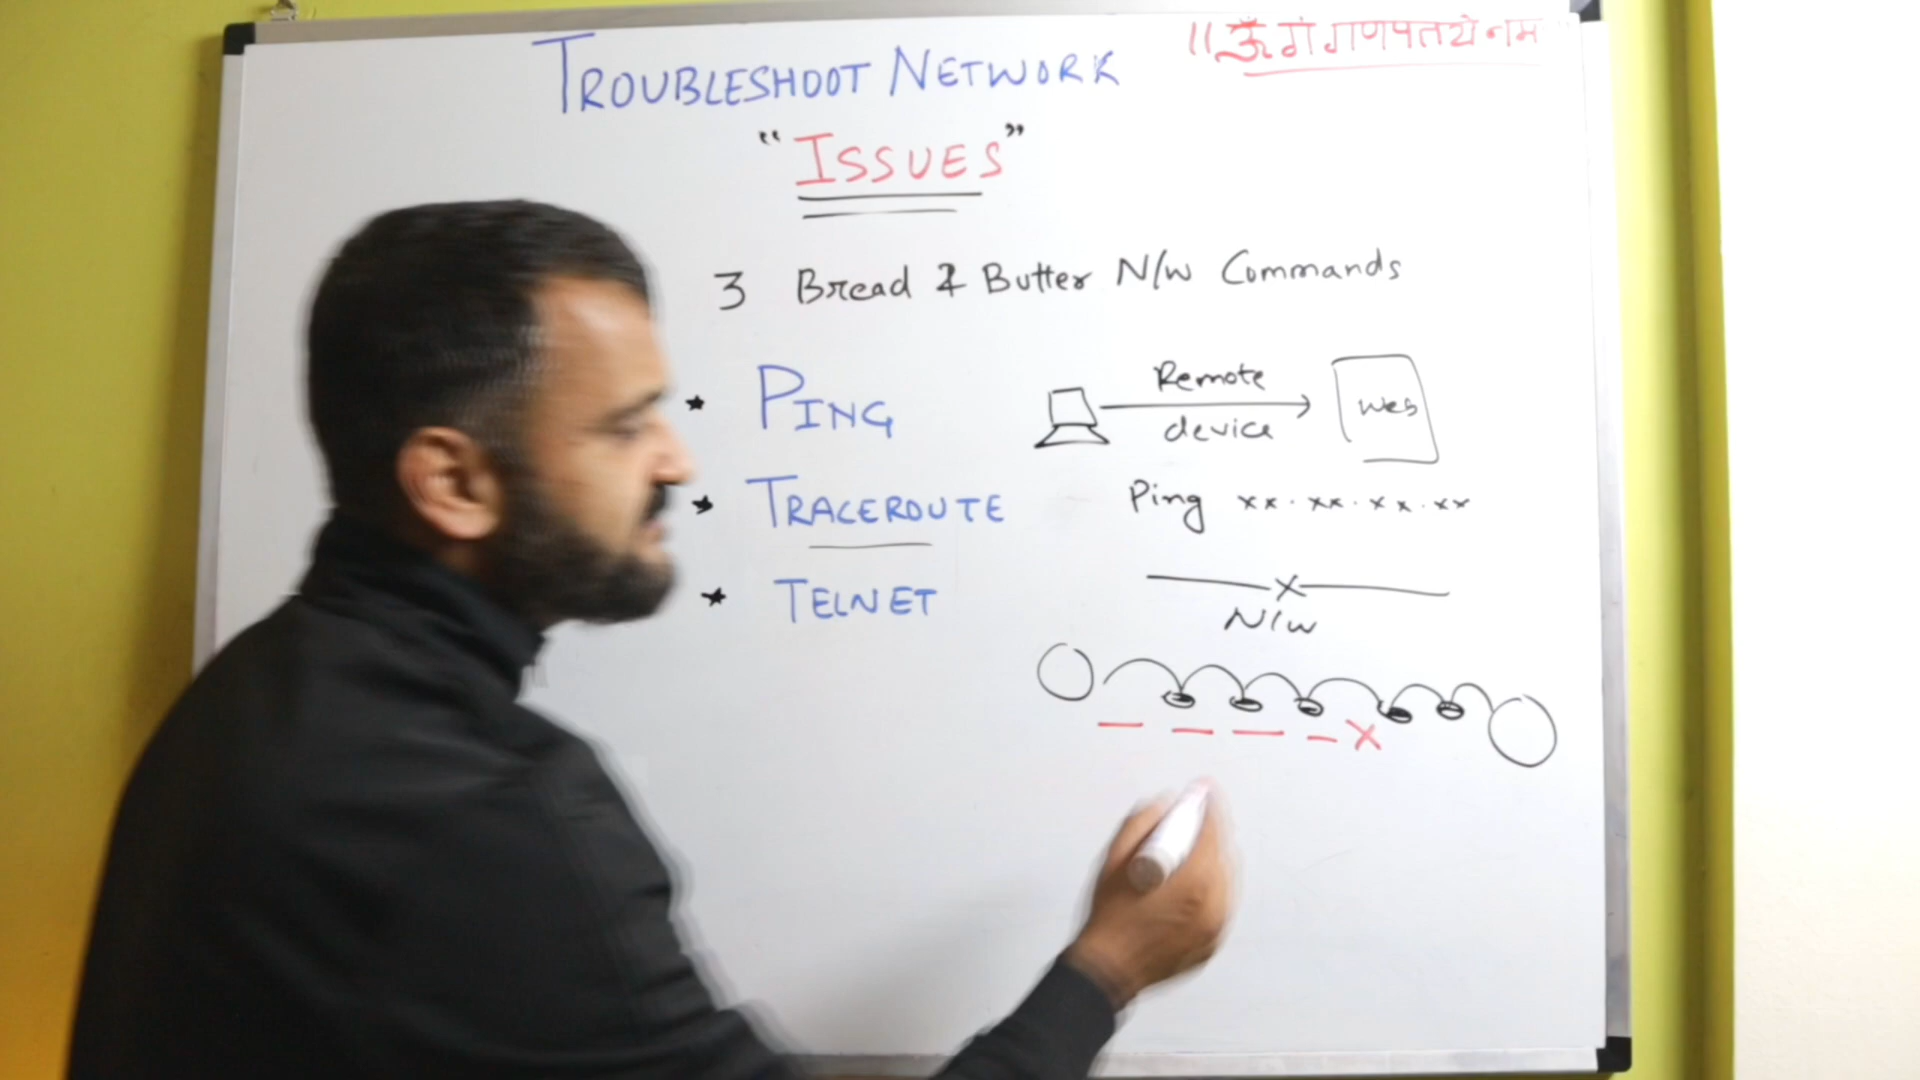 TROUBLESHOOT NETWORK
॥ ॐ गं गणपतये नम
"ISSUES"
3 Bread & Butter N/W Commands
★ PING
Remote
device
Web
★ TRACEROUTE
Ping xx.xx.xx.xx
★ TELNET
X
N/W
X